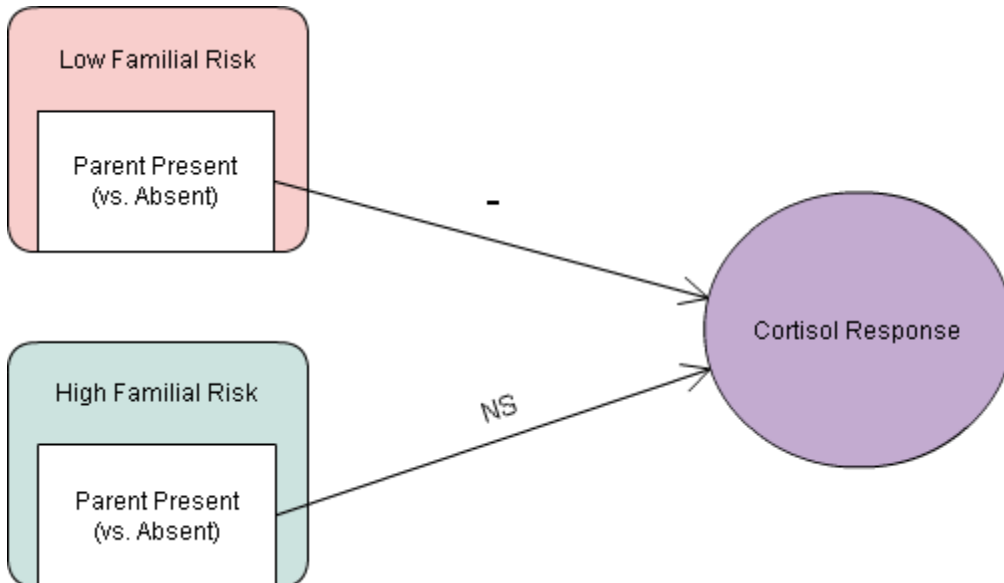 Low Familial Risk
Parent Present
(vs. Absent)
-
Cortisol Response
High Familial Risk
NS
Parent Present
(vs. Absent)